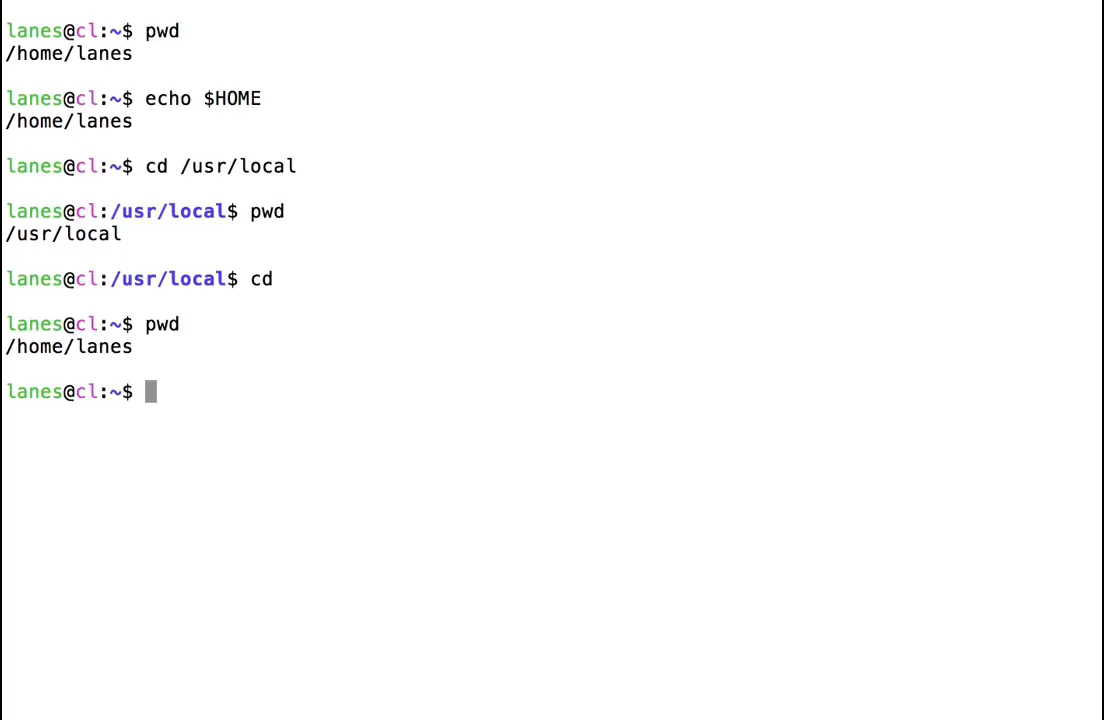 lanes@cl:~$ pwd
/home/lanes
lanes@cl:~$ echo $HOME
/home/lanes
lanes@cl:~$ cd /usr/local
lanes@cl:/usr/local$ pwd
/usr/local
lanes@cl:/usr/local$ cd
lanes@cl:~$ pwd
/home/lanes
lanes@cl:~$